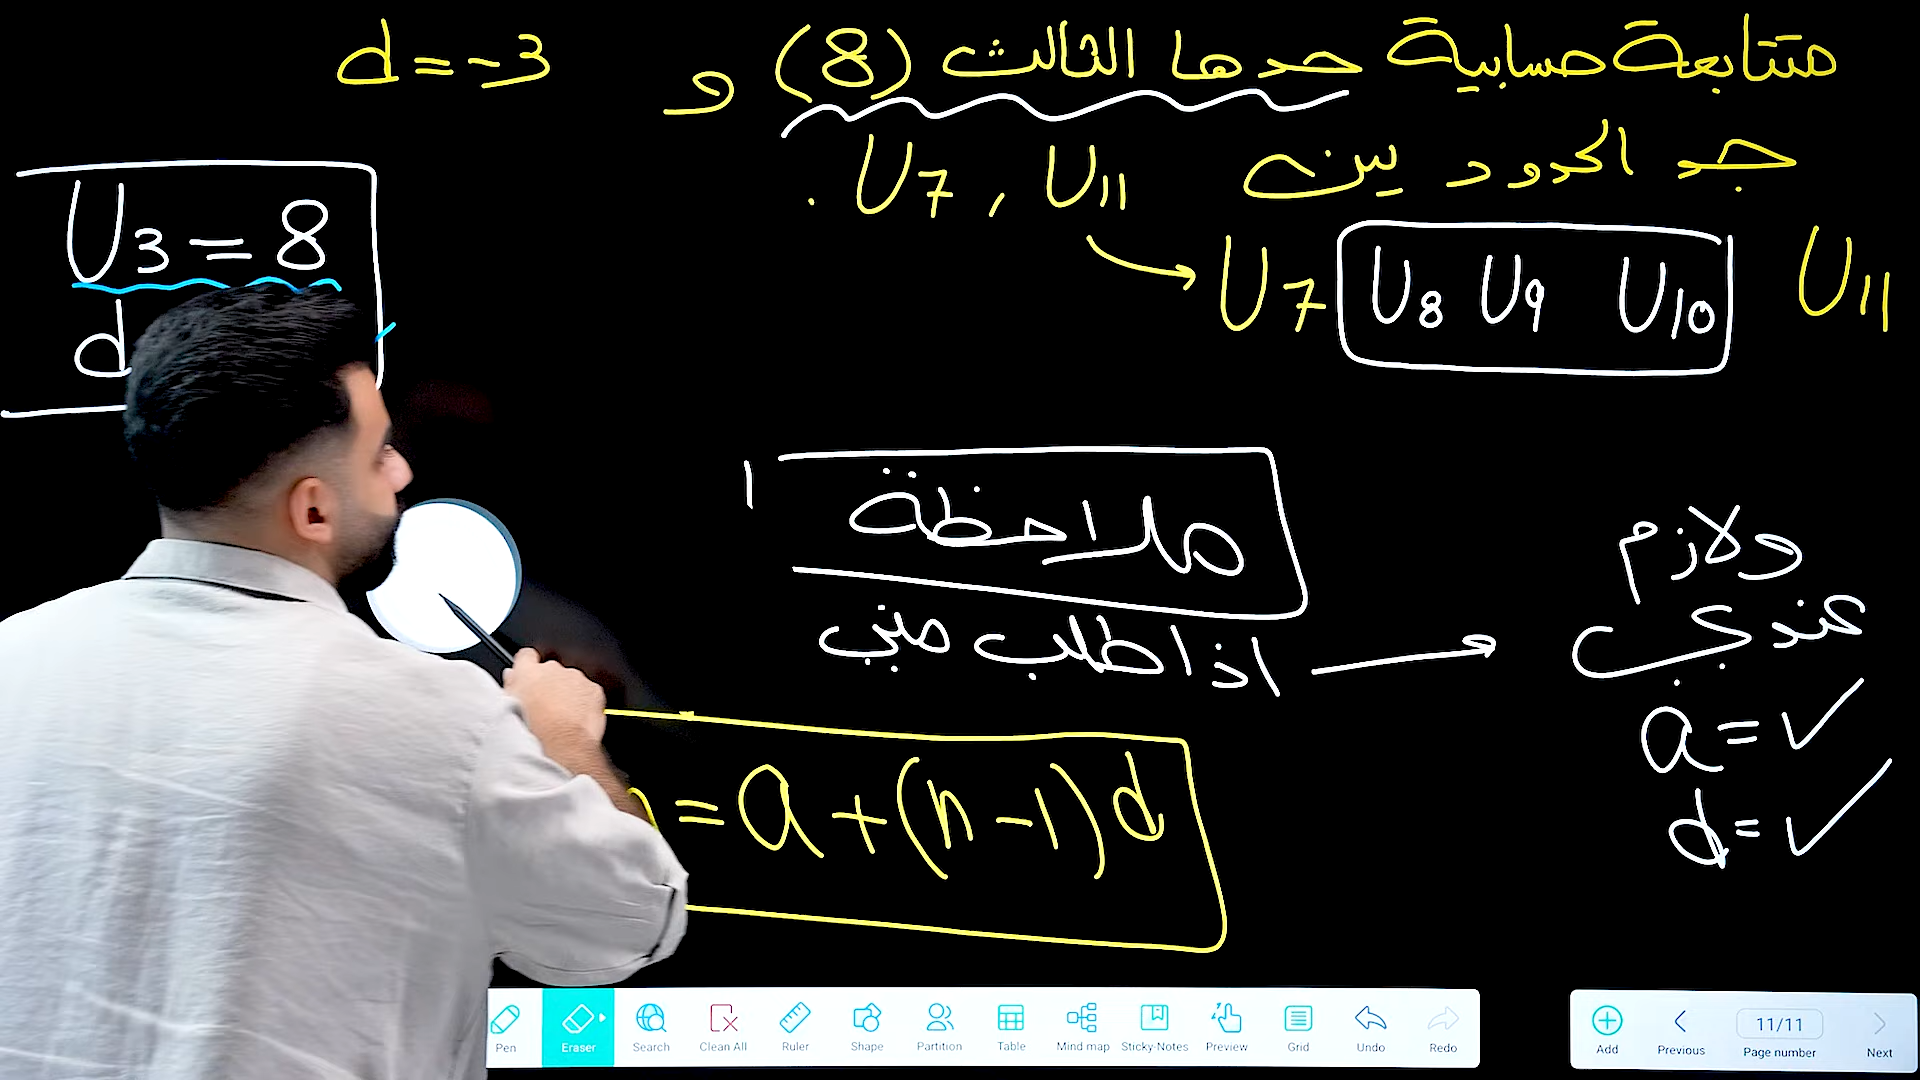 متتابعة حسابية حدها الثالث (8) و d = -3
جد الحدود بين U7 , U11 .
U7 U8 U9 U10 U11
U3 = 8
d
ملاحظة
اذا طلب مني
ولازم
عندي
a = ✓
d = ✓
= a + (n - 1) d
Pen Eraser Search Clean All Ruler Shape Partition Table Mind map Sticky-Notes Preview Grid Undo Redo
Add Previous 11/11 Page number Next